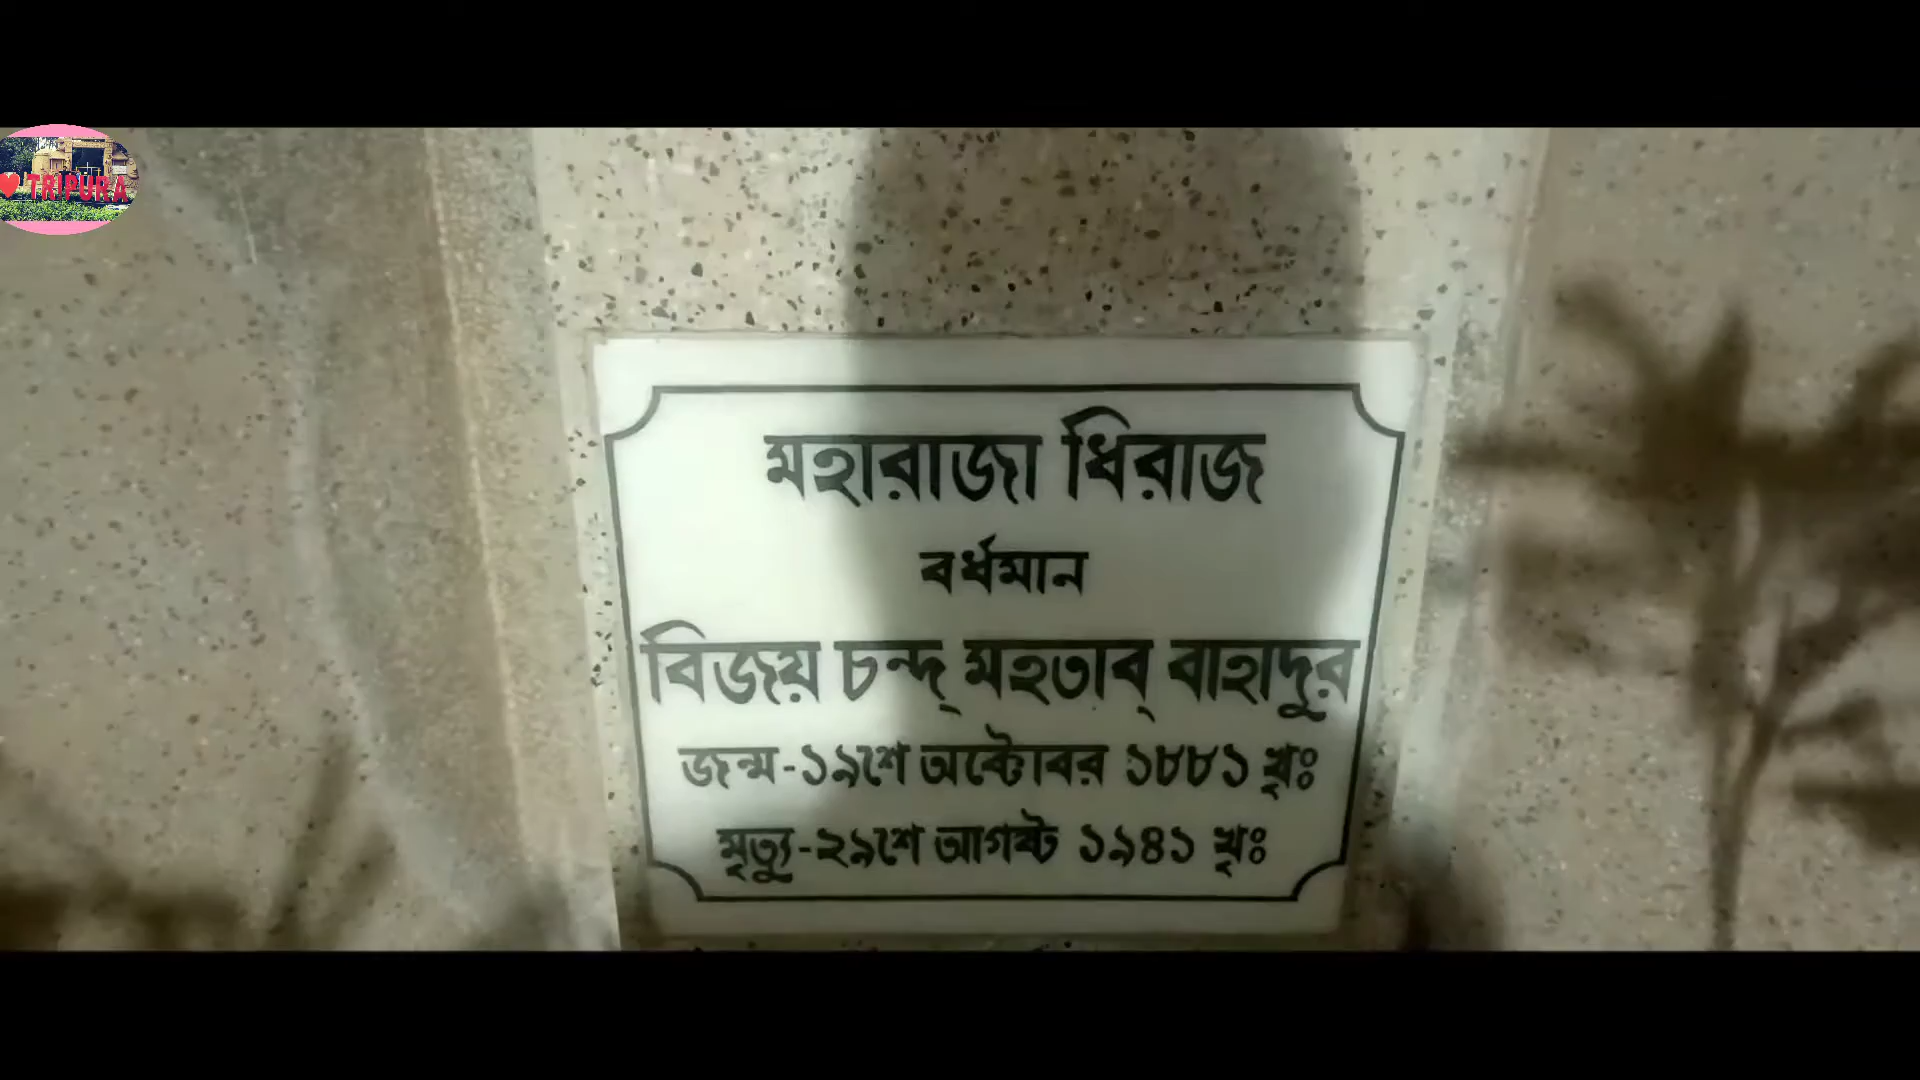 ❤ TRIPURA
মহারাজা ধিরাজ
বর্ধমান
বিজয় চন্দ্ মহতাব্ বাহাদুর
জন্ম-১৯শে অক্টোবর ১৮৮১ খৃঃ
মৃত্যু-২৯শে আগষ্ট ১৯৪১ খৃঃ